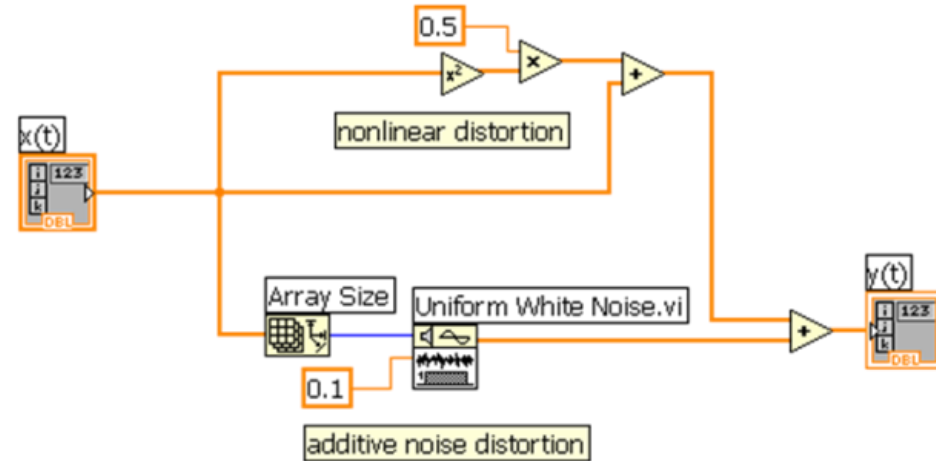 0.5
x²
x
+
nonlinear distortion
x(t)
i
j
k
123
DBL
Array Size
Uniform White Noise.vi
0.1
additive noise distortion
+
y(t)
i
j
k
123
DBL